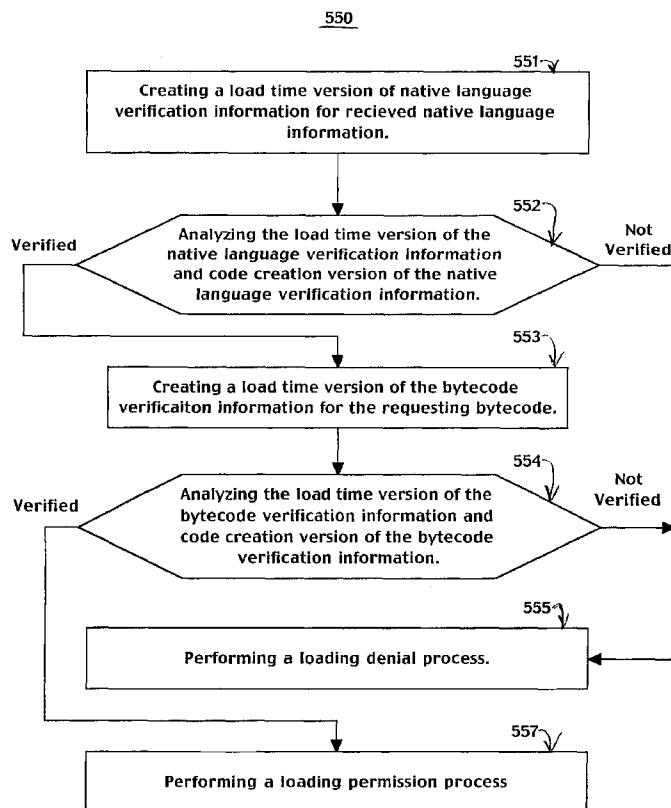 550
551
Creating a load time version of native language
verification information for recieved native language
information.
552
Verified
Not
Verified
Analyzing the load time version of the
native language verification information
and code creation version of the native
language verification information.
553
Creating a load time version of the bytecode
verificaiton information for the requesting bytecode.
554
Verified
Not
Verified
Analyzing the load time version of the
bytecode verification information and
code creation version of the bytecode
verification information.
555
Performing a loading denial process.
557
Performing a loading permission process